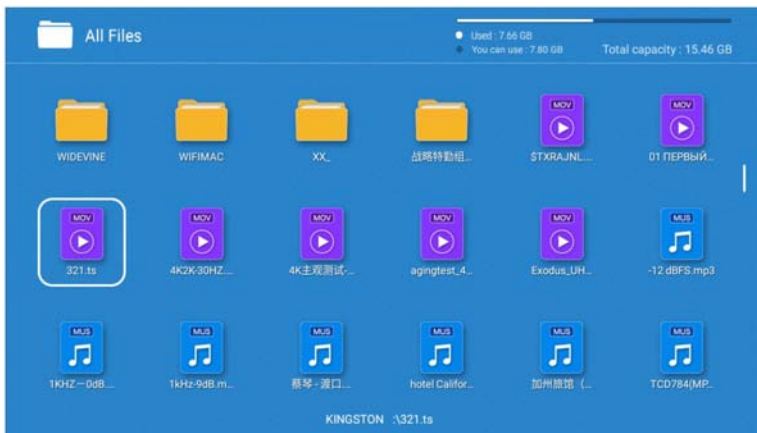 All Files
Used : 7.66 GB
You can use : 7.80 GB
Total capacity : 15.46 GB
WIDEVINE
WIFIMAC
XX_
战略特勤组...
MOV
$TXRAJNL....
MOV
01 ПЕРВЫЙ...
MOV
321.ts
MOV
4K2K-30HZ....
MOV
4K主观测试-...
MOV
agingtest_4...
MOV
Exodus_UH...
MUS
-12 dBFS.mp3
MUS
1KHZ－0dB....
MUS
1kHz-9dB.m...
MUS
蔡琴 - 渡口....
MUS
hotel Califor...
MUS
加州旅馆（...
MUS
TCD784(MP...
KINGSTON :\321.ts